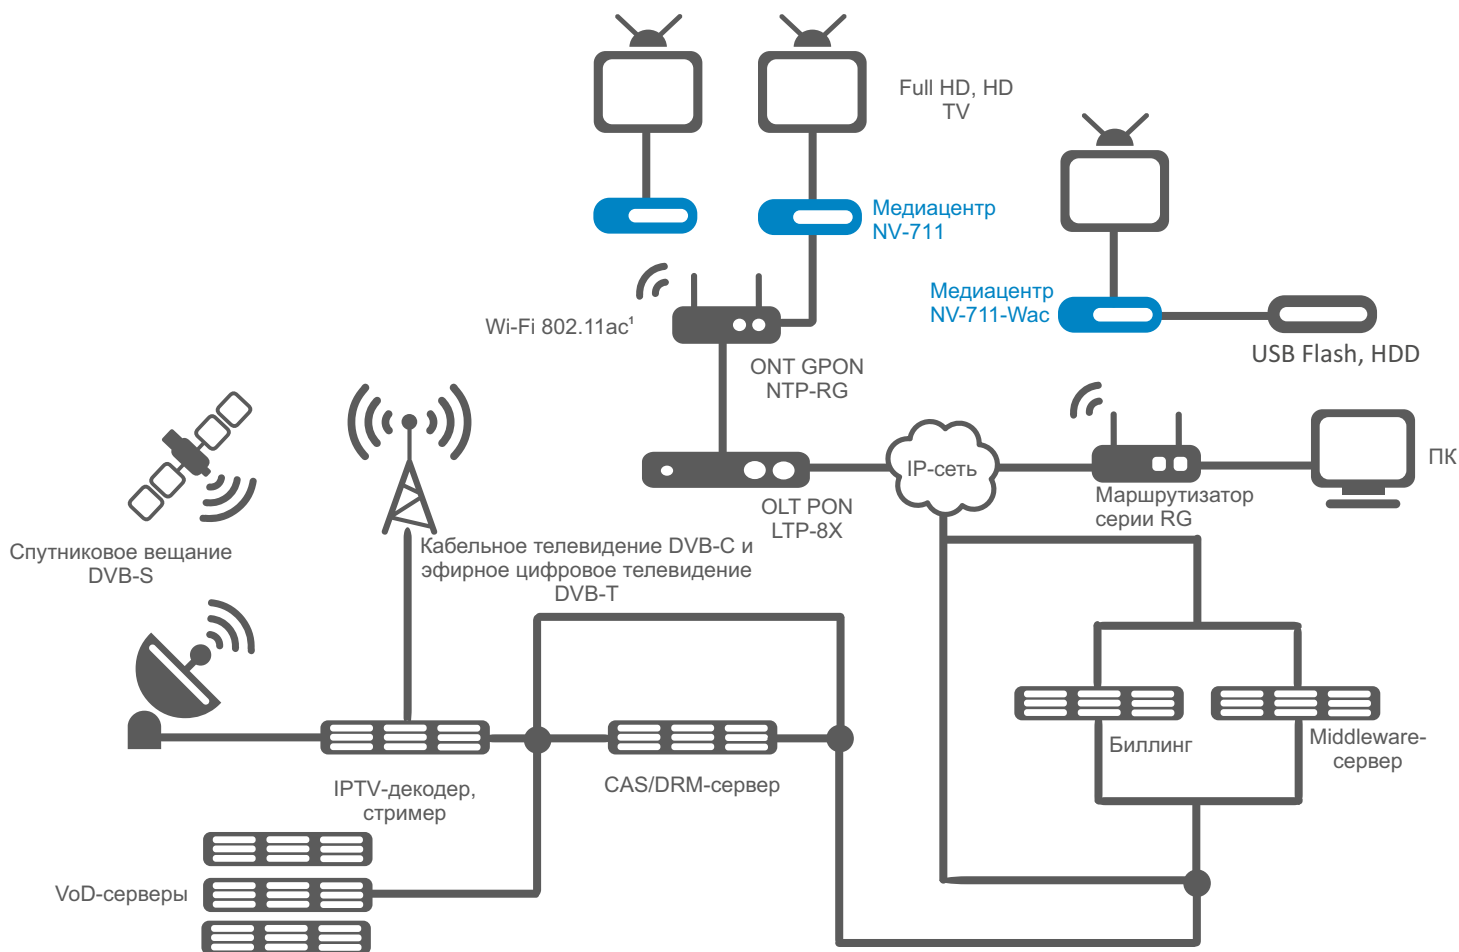 Full HD, HD
TV
Медиацентр
NV-711
Медиацентр
NV-711-Wac
USB Flash, HDD
Wi-Fi 802.11ac¹
ONT GPON
NTP-RG
IP-сеть
ПК
Маршрутизатор
серии RG
OLT PON
LTP-8X
Спутниковое вещание
DVB-S
Кабельное телевидение DVB-C и
эфирное цифровое телевидение
DVB-T
Биллинг
Middleware-
сервер
IPTV-декодер,
стример
CAS/DRM-сервер
VoD-серверы